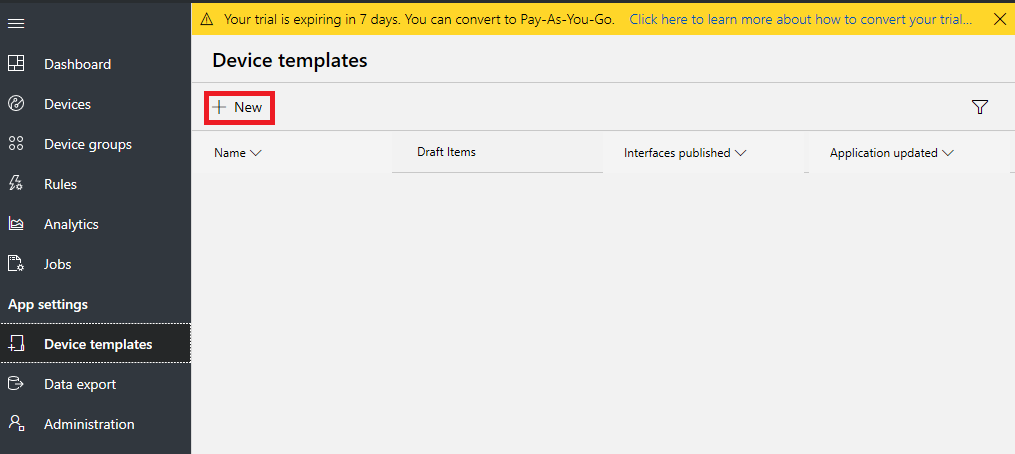 Your trial is expiring in 7 days. You can convert to Pay-As-You-Go. Click here to learn more about how to convert your trial...
Dashboard
Devices
Device groups
Rules
Analytics
Jobs
App settings
Device templates
Data export
Administration
Device templates
New
Name Draft Items Interfaces published Application updated